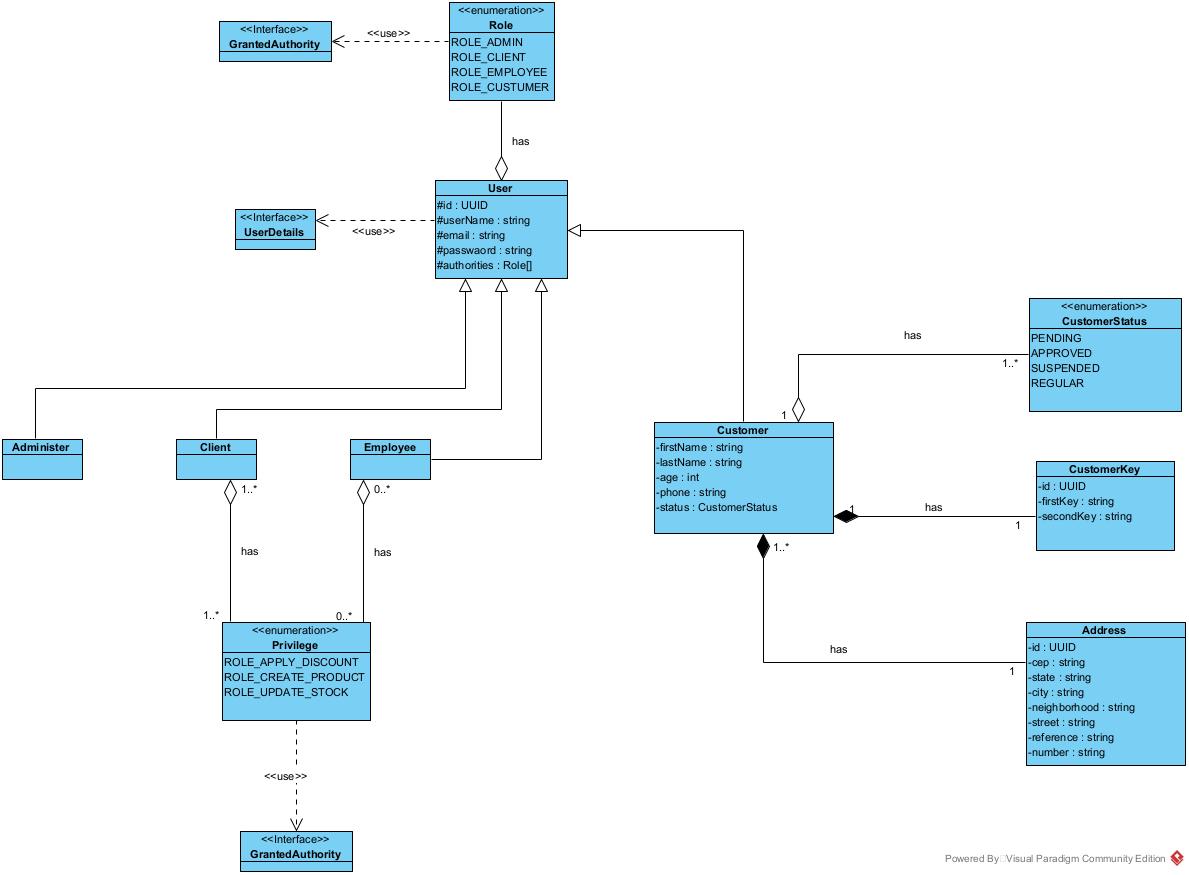 <<enumeration>>
Role
ROLE_ADMIN
ROLE_CLIENT
ROLE_EMPLOYEE
ROLE_CUSTUMER
<<Interface>>
GrantedAuthority
<<use>>
has
User
#id : UUID
#userName : string
#email : string
#passwaord : string
#authorities : Role[]
<<Interface>>
UserDetails
<<use>>
<<enumeration>>
CustomerStatus
PENDING
APPROVED
SUSPENDED
REGULAR
has
1..*
1
Administer
Client
Employee
Customer
-firstName : string
-lastName : string
-age : int
-phone : string
-status : CustomerStatus
CustomerKey
-id : UUID
-firstKey : string
-secondKey : string
1
has
1
1..*
0..*
has
has
1..*
1..*
0..*
<<enumeration>>
Privilege
ROLE_APPLY_DISCOUNT
ROLE_CREATE_PRODUCT
ROLE_UPDATE_STOCK
has
1
Address
-id : UUID
-cep : string
-state : string
-city : string
-neighborhood : string
-street : string
-reference : string
-number : string
<<use>>
<<Interface>>
GrantedAuthority
Powered By Visual Paradigm Community Edition